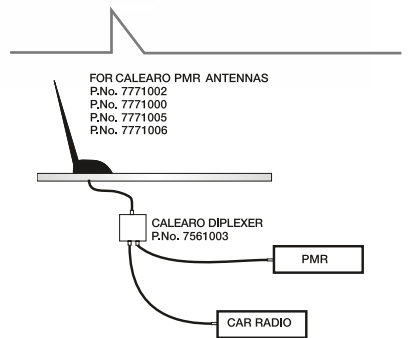 FOR CALEARO PMR ANTENNAS
P.No. 7771002
P.No. 7771000
P.No. 7771005
P.No. 7771006
CALEARO DIPLEXER
P.No. 7561003
PMR
CAR RADIO